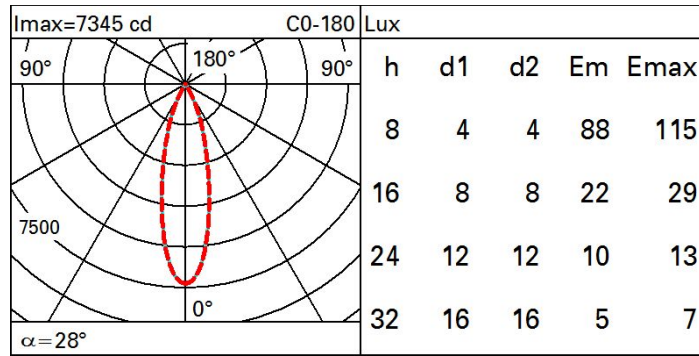 Imax=7345 cd C0-180 Lux
90° 180° 90°
h d1 d2 Em Emax
8 4 4 88 115
16 8 8 22 29
7500
24 12 12 10 13
0°
32 16 16 5 7
α=28°